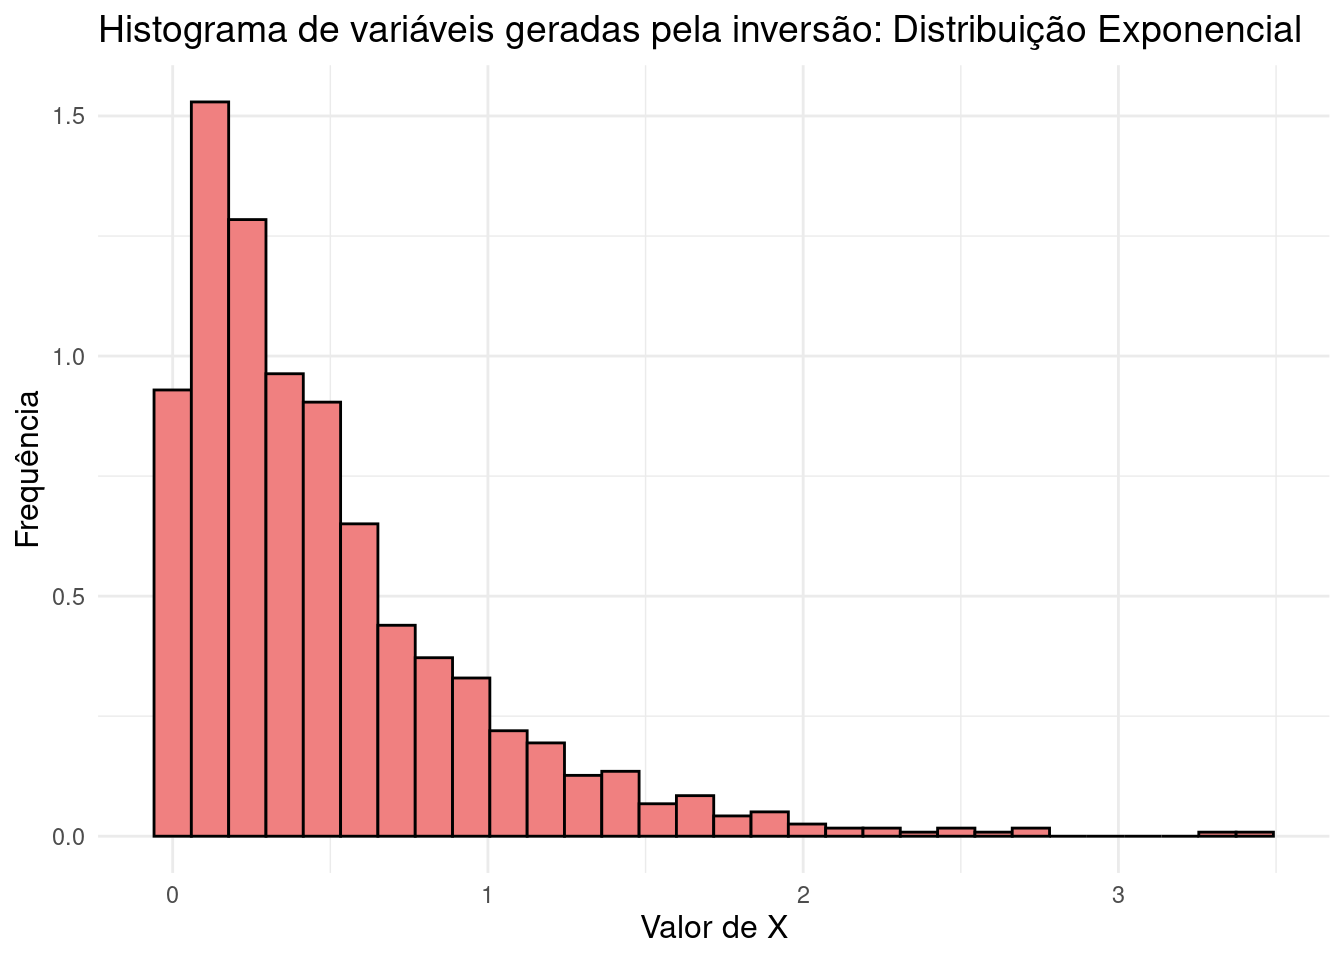 Histograma de variáveis geradas pela inversão: Distribuição Exponencial
Frequência
1.5
1.0
0.5
0.0
0
1
2
3
Valor de X